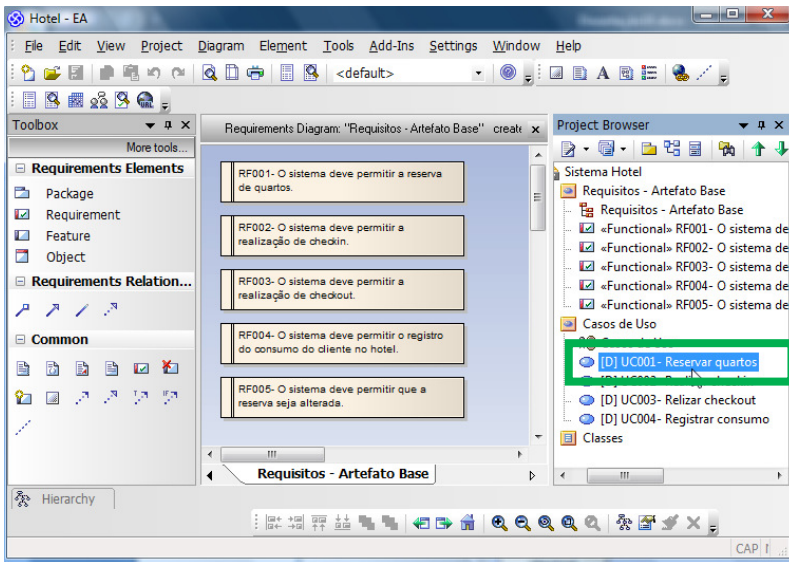 Hotel - EA
File Edit View Project Diagram Element Tools Add-Ins Settings Window Help
<default>
Toolbox
More tools...
Requirements Elements
Package
Requirement
Feature
Object
Requirements Relation...
Common
Requirements Diagram: "Requisitos - Artefato Base" create
RF001- O sistema deve permitir a reserva
de quartos.
RF002- O sistema deve permitir a
realização de checkin.
RF003- O sistema deve permitir a
realização de checkout.
RF004- O sistema deve permitir o registro
do consumo do cliente no hotel.
RF005- O sistema deve permitir que a
reserva seja alterada.
Requisitos - Artefato Base
Project Browser
Sistema Hotel
Requisitos - Artefato Base
Requisitos - Artefato Base
«Functional» RF001- O sistema de
«Functional» RF002- O sistema de
«Functional» RF003- O sistema de
«Functional» RF004- O sistema de
«Functional» RF005- O sistema de
Casos de Uso
[D] UC001- Reservar quartos
[D] UC003- Relizar checkout
[D] UC004- Registrar consumo
Classes
Hierarchy
CAP